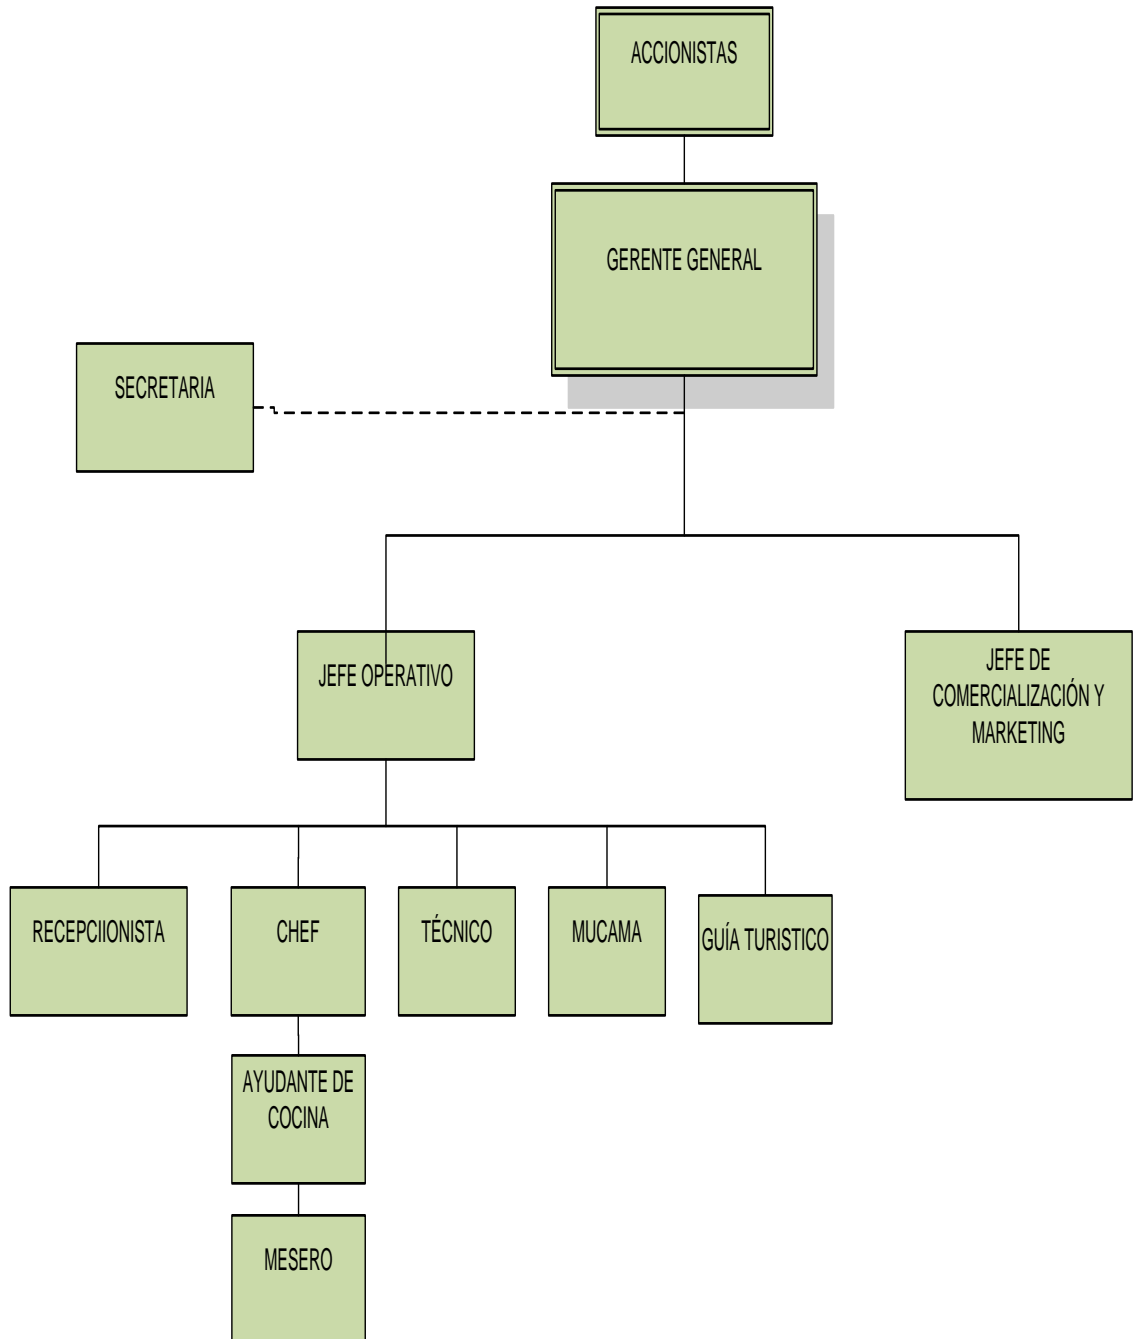 ACCIONISTAS
GERENTE GENERAL
SECRETARIA
JEFE OPERATIVO
JEFE DE
COMERCIALIZACIÓN Y
MARKETING
RECEPCIIONISTA
CHEF
TÉCNICO
MUCAMA
GUÍA TURISTICO
AYUDANTE DE
COCINA
MESERO